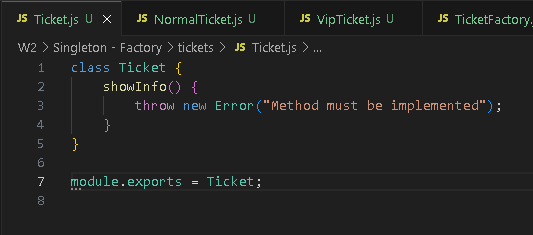 JS Ticket.js U × JS NormalTicket.js U JS VipTicket.js U JS TicketFactory.
W2 > Singleton - Factory > tickets > JS Ticket.js > ...
1 class Ticket {
2     showInfo() {
3         throw new Error("Method must be implemented");
4     }
5 }
6
7 module.exports = Ticket;
8